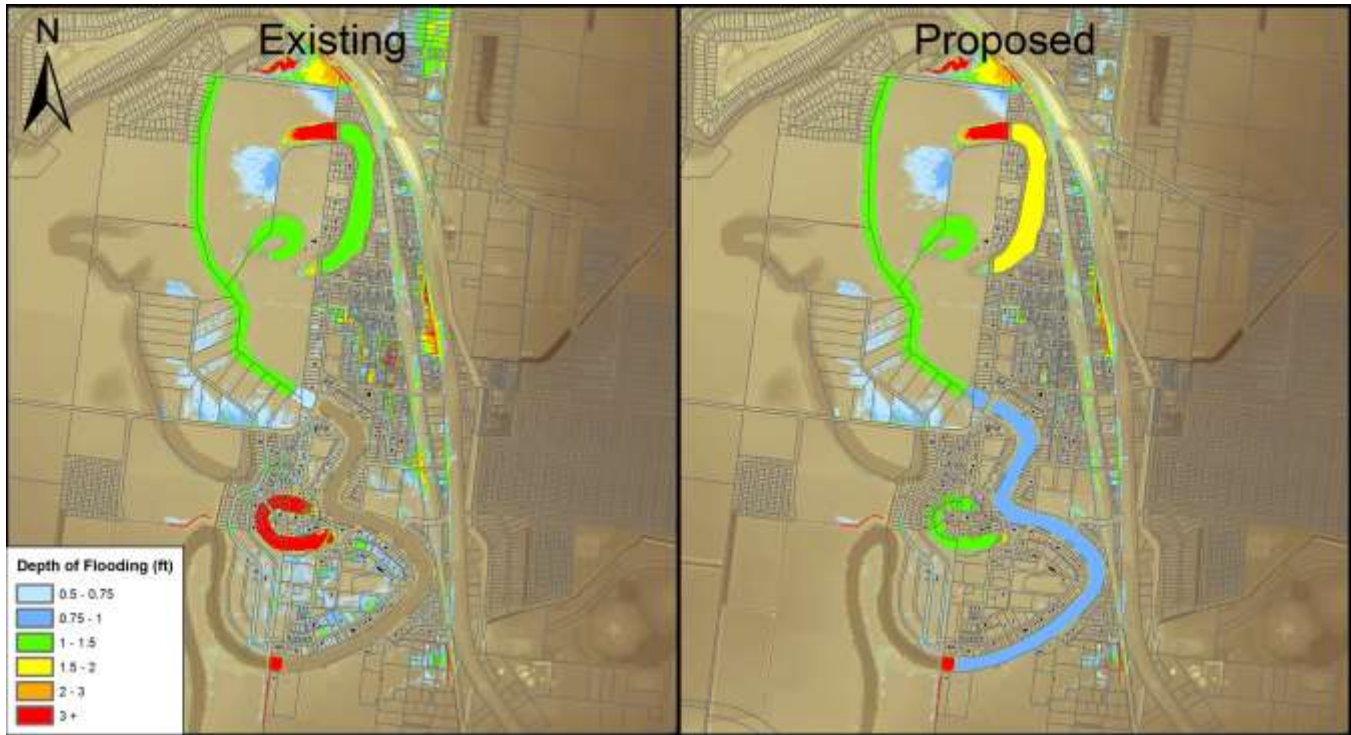 N
Existing
Proposed
Depth of Flooding (ft)
0.5 - 0.75
0.75 - 1
1 - 1.5
1.5 - 2
2 - 3
3 +